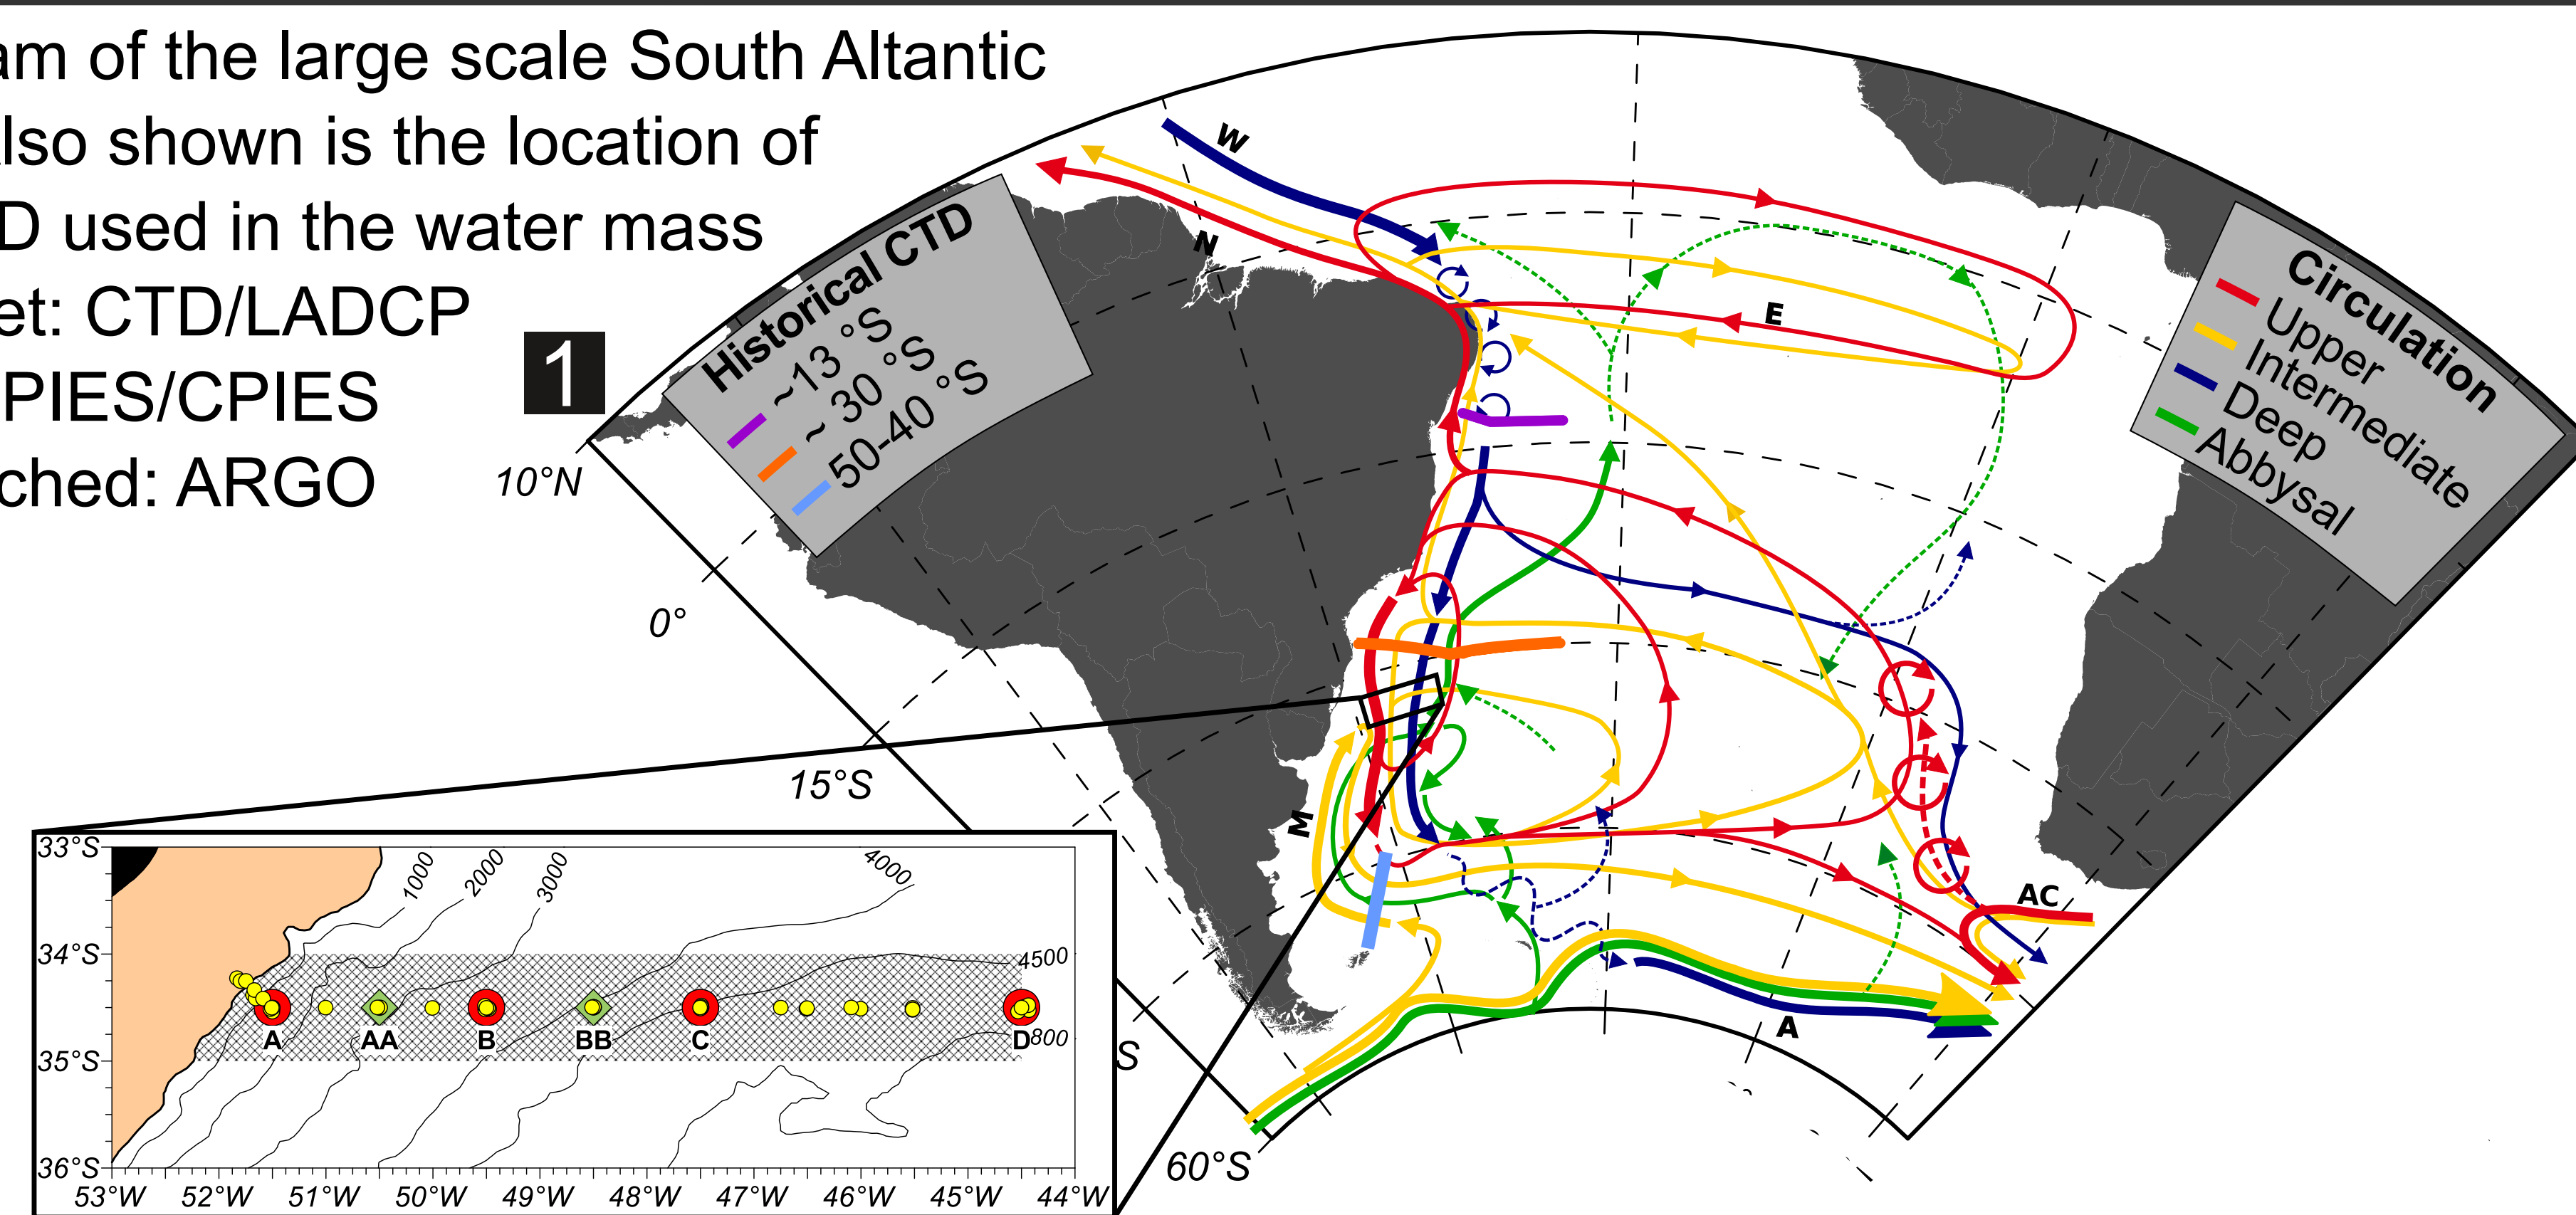 am of the large scale South Altantic
lso shown is the location of
D used in the water mass
et: CTD/LADCP
PIES/CPIES
ched: ARGO
1
Historical CTD
~13 °S
~ 30 °S
50-40 °S
Circulation
Upper
Intermediate
Deep
Abbysal
W
N
E
M
AC
A
10°N
0°
15°S
S
60°S
33°S
34°S
35°S
36°S
1000
2000
3000
4000
4500
800
A
AA
B
BB
C
D
53°W
52°W
51°W
50°W
49°W
48°W
47°W
46°W
45°W
44°W